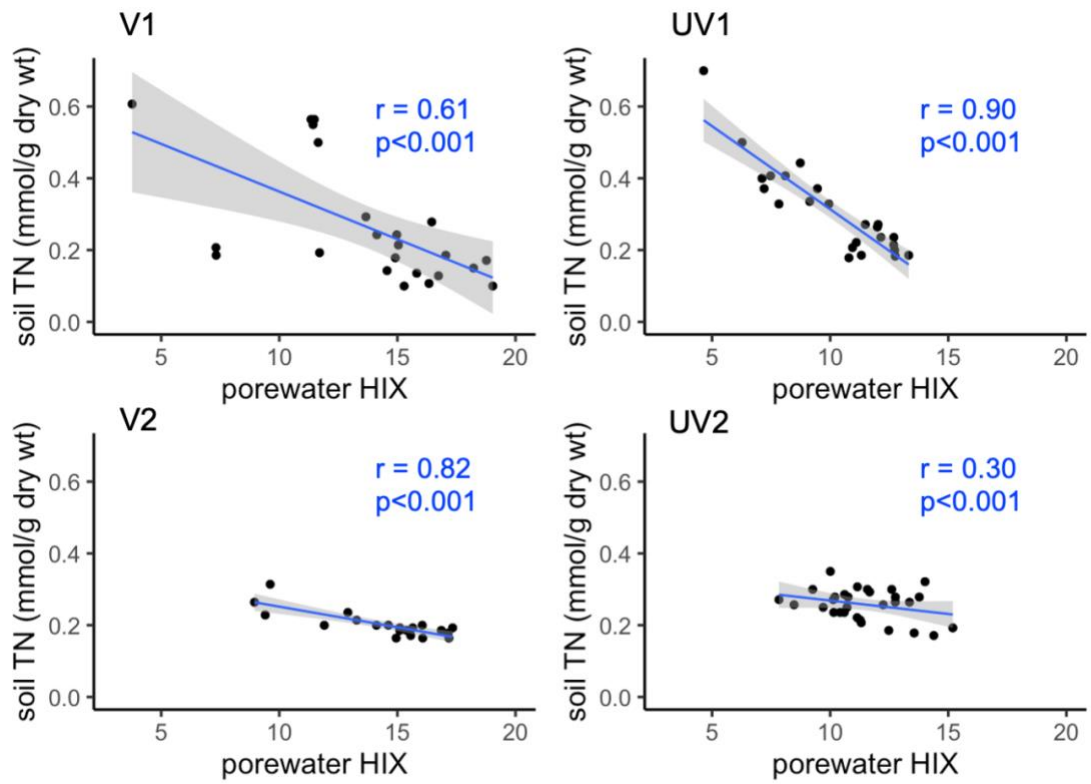 V1
r = 0.61
p<0.001
soil TN (mmol/g dry wt)
0.6
0.4
0.2
0.0
5 10 15 20
porewater HIX
UV1
r = 0.90
p<0.001
soil TN (mmol/g dry wt)
0.6
0.4
0.2
0.0
5 10 15 20
porewater HIX
V2
r = 0.82
p<0.001
soil TN (mmol/g dry wt)
0.6
0.4
0.2
0.0
5 10 15 20
porewater HIX
UV2
r = 0.30
p<0.001
soil TN (mmol/g dry wt)
0.6
0.4
0.2
0.0
5 10 15 20
porewater HIX